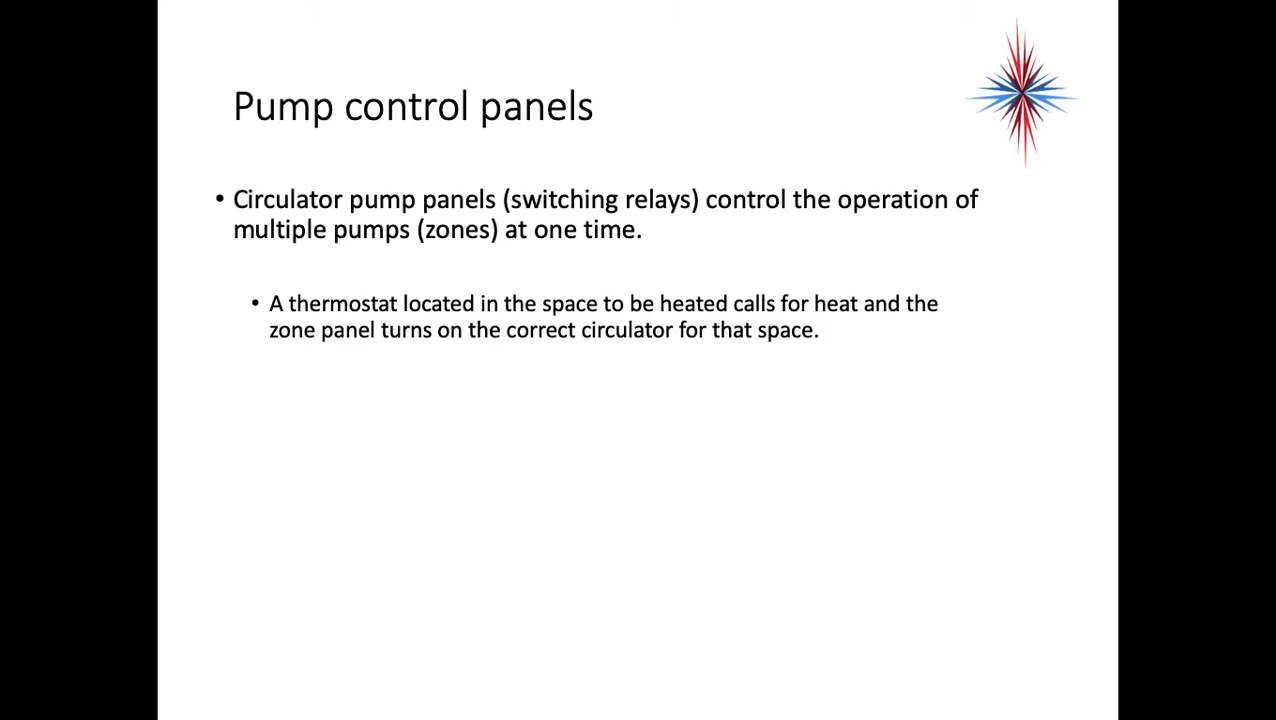 Pump control panels
• Circulator pump panels (switching relays) control the operation of
multiple pumps (zones) at one time.
• A thermostat located in the space to be heated calls for heat and the
zone panel turns on the correct circulator for that space.